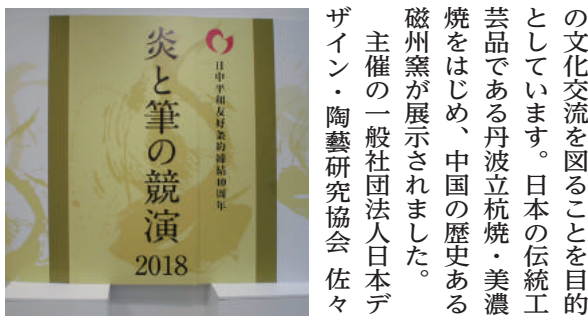 の文化交流を図ることを目的
としています。日本の伝統工
芸品である丹波立杭焼・美濃
焼をはじめ、中国の歴史ある
磁州窯が展示されました。
主催の一般社団法人日本デ
ザイン・陶藝研究協会 佐々
日中平和友好条約締結40周年
炎と筆の競演
2018